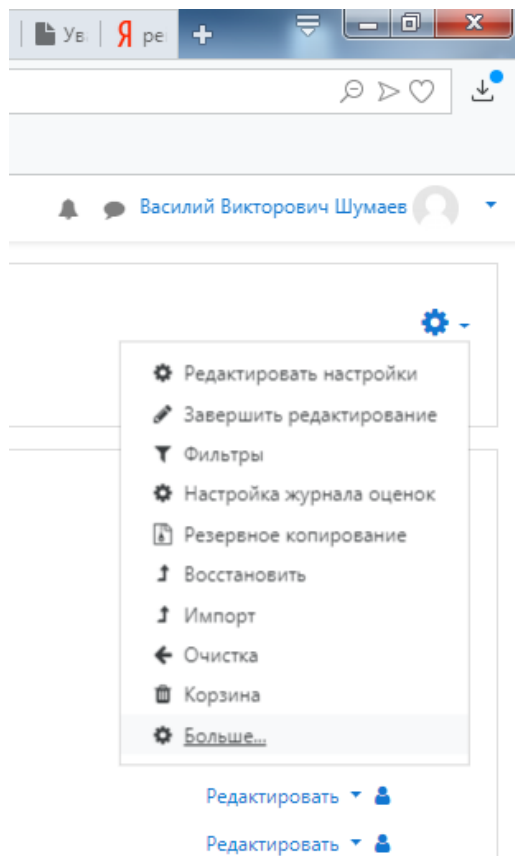 Ув Я ре
Василий Викторович Шумаев
Редактировать настройки
Завершить редактирование
Фильтры
Настройка журнала оценок
Резервное копирование
Восстановить
Импорт
Очистка
Корзина
Больше...
Редактировать
Редактировать